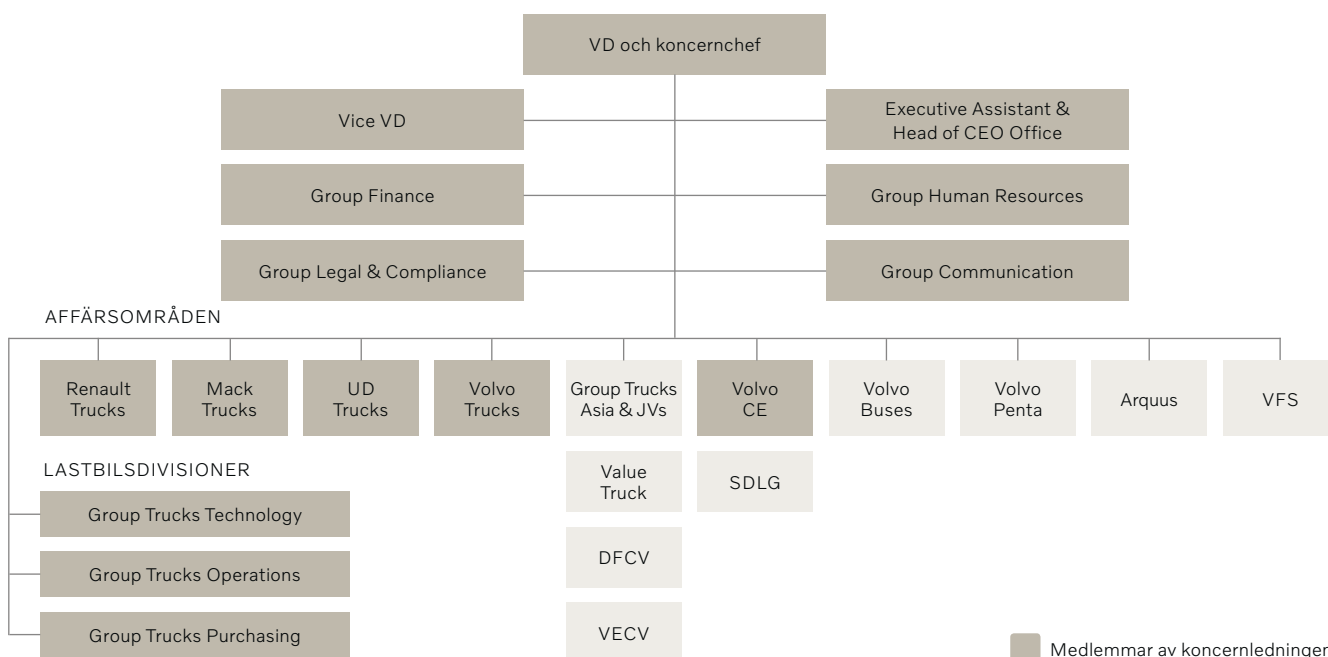 VD och koncernchef
Vice VD
Executive Assistant &
Head of CEO Office
Group Finance
Group Human Resources
Group Legal & Compliance
Group Communication
AFFÄRSOMRÅDEN
Renault
Trucks
Mack
Trucks
UD
Trucks
Volvo
Trucks
Group Trucks
Asia & JVs
Volvo
CE
Volvo
Buses
Volvo
Penta
Arquus
VFS
LASTBILSDIVISIONER
Value
Truck
SDLG
Group Trucks Technology
DFCV
Group Trucks Operations
VECV
Group Trucks Purchasing
Medlemmar av koncernledningen